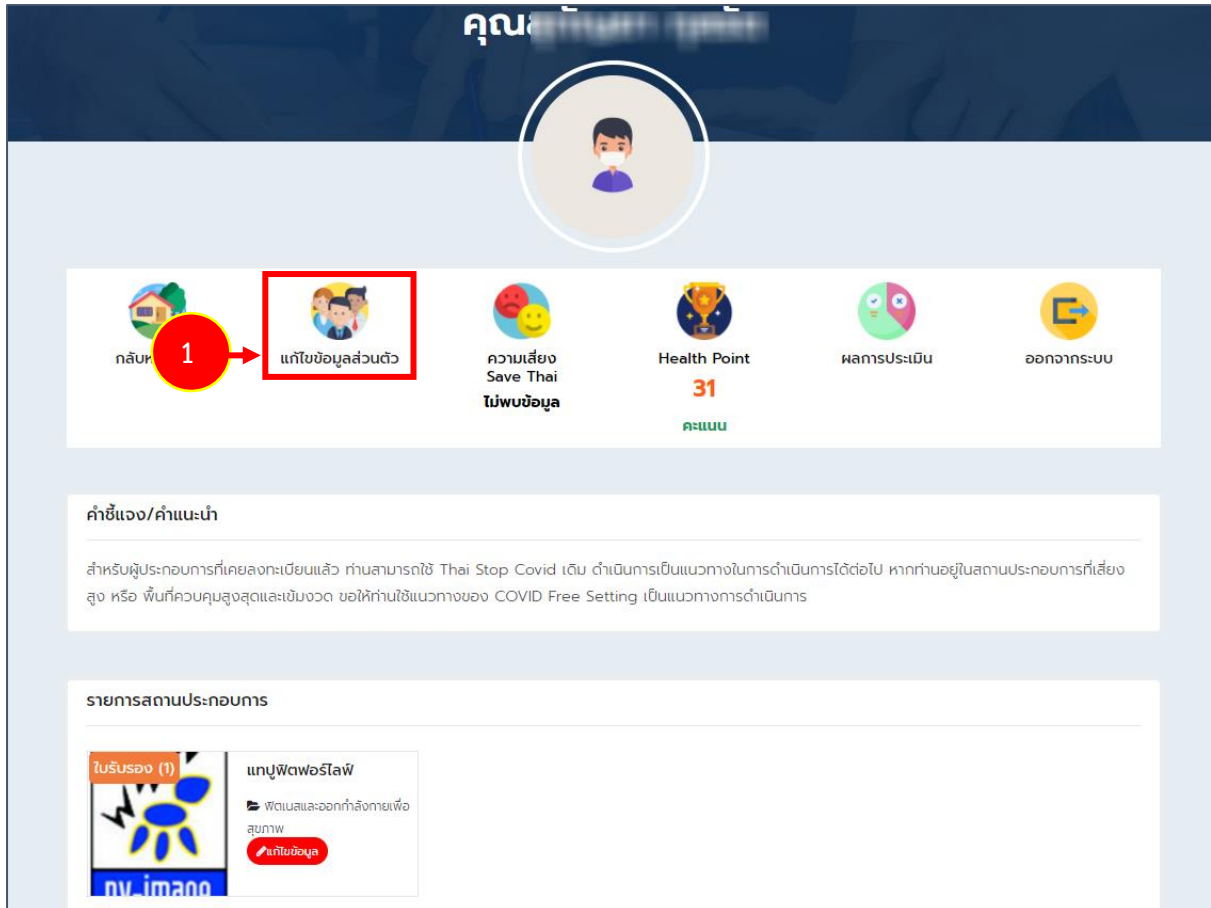 คุณ
กลับ
1
แก้ไขข้อมูลส่วนตัว
ความเสี่ยง
Save Thai
ไม่พบข้อมูล
Health Point
31
คะแนน
ผลการประเมิน
ออกจากระบบ
คำชี้แจง/คำแนะนำ
สำหรับผู้ประกอบการที่เคยลงทะเบียนแล้ว ท่านสามารถใช้ Thai Stop Covid เดิม ดำเนินการเป็นแนวทางในการดำเนินการได้ต่อไป หากท่านอยู่ในสถานประกอบการที่เสี่ยง
สูง หรือ พื้นที่ควบคุมสูงสุดและเข้มงวด ขอให้ท่านใช้แนวทางของ COVID Free Setting เป็นแนวทางการดำเนินการ
รายการสถานประกอบการ
ใบรับรอง (1)
แทปูฟิตฟอร์ไลฟ์
ฟิตเนสและออกกำลังกายเพื่อ
สุขภาพ
แก้ไขข้อมูล